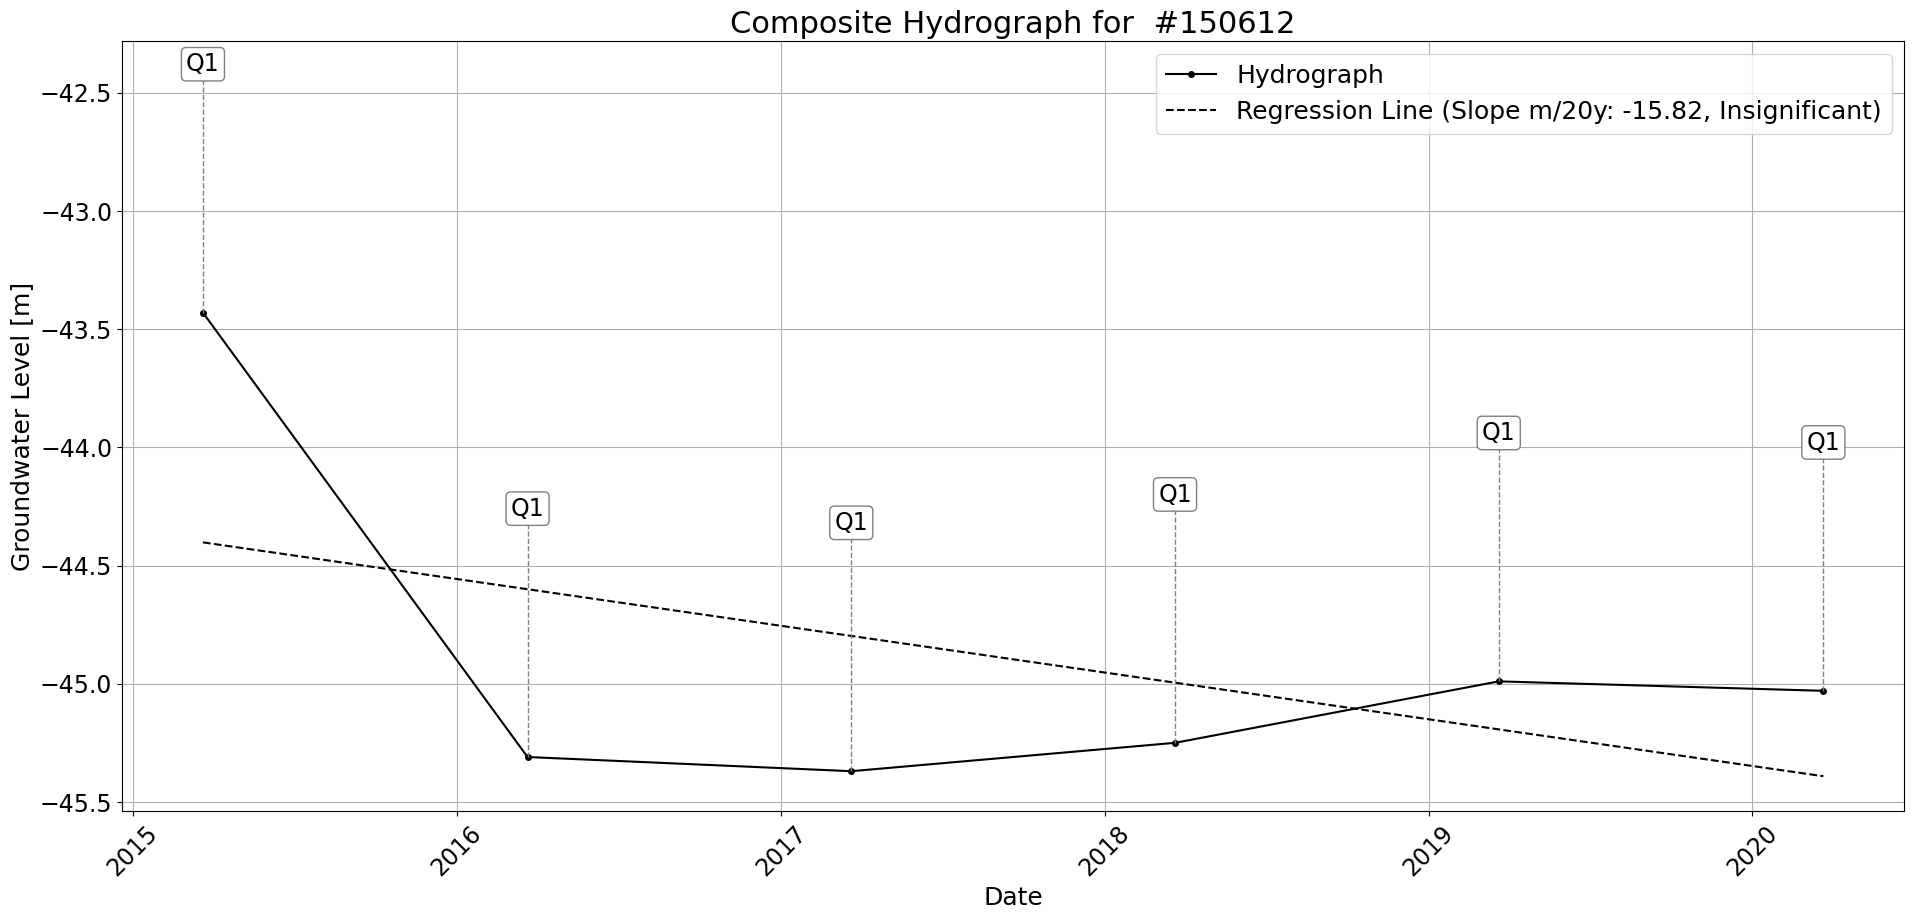 Composite Hydrograph for  #150612
Hydrograph
Regression Line (Slope m/20y: -15.82, Insignificant)
Q1
Q1
Q1
Q1
Q1
Q1
Groundwater Level [m]
−42.5
−43.0
−43.5
−44.0
−44.5
−45.0
−45.5
2015
2016
2017
2018
2019
2020
Date